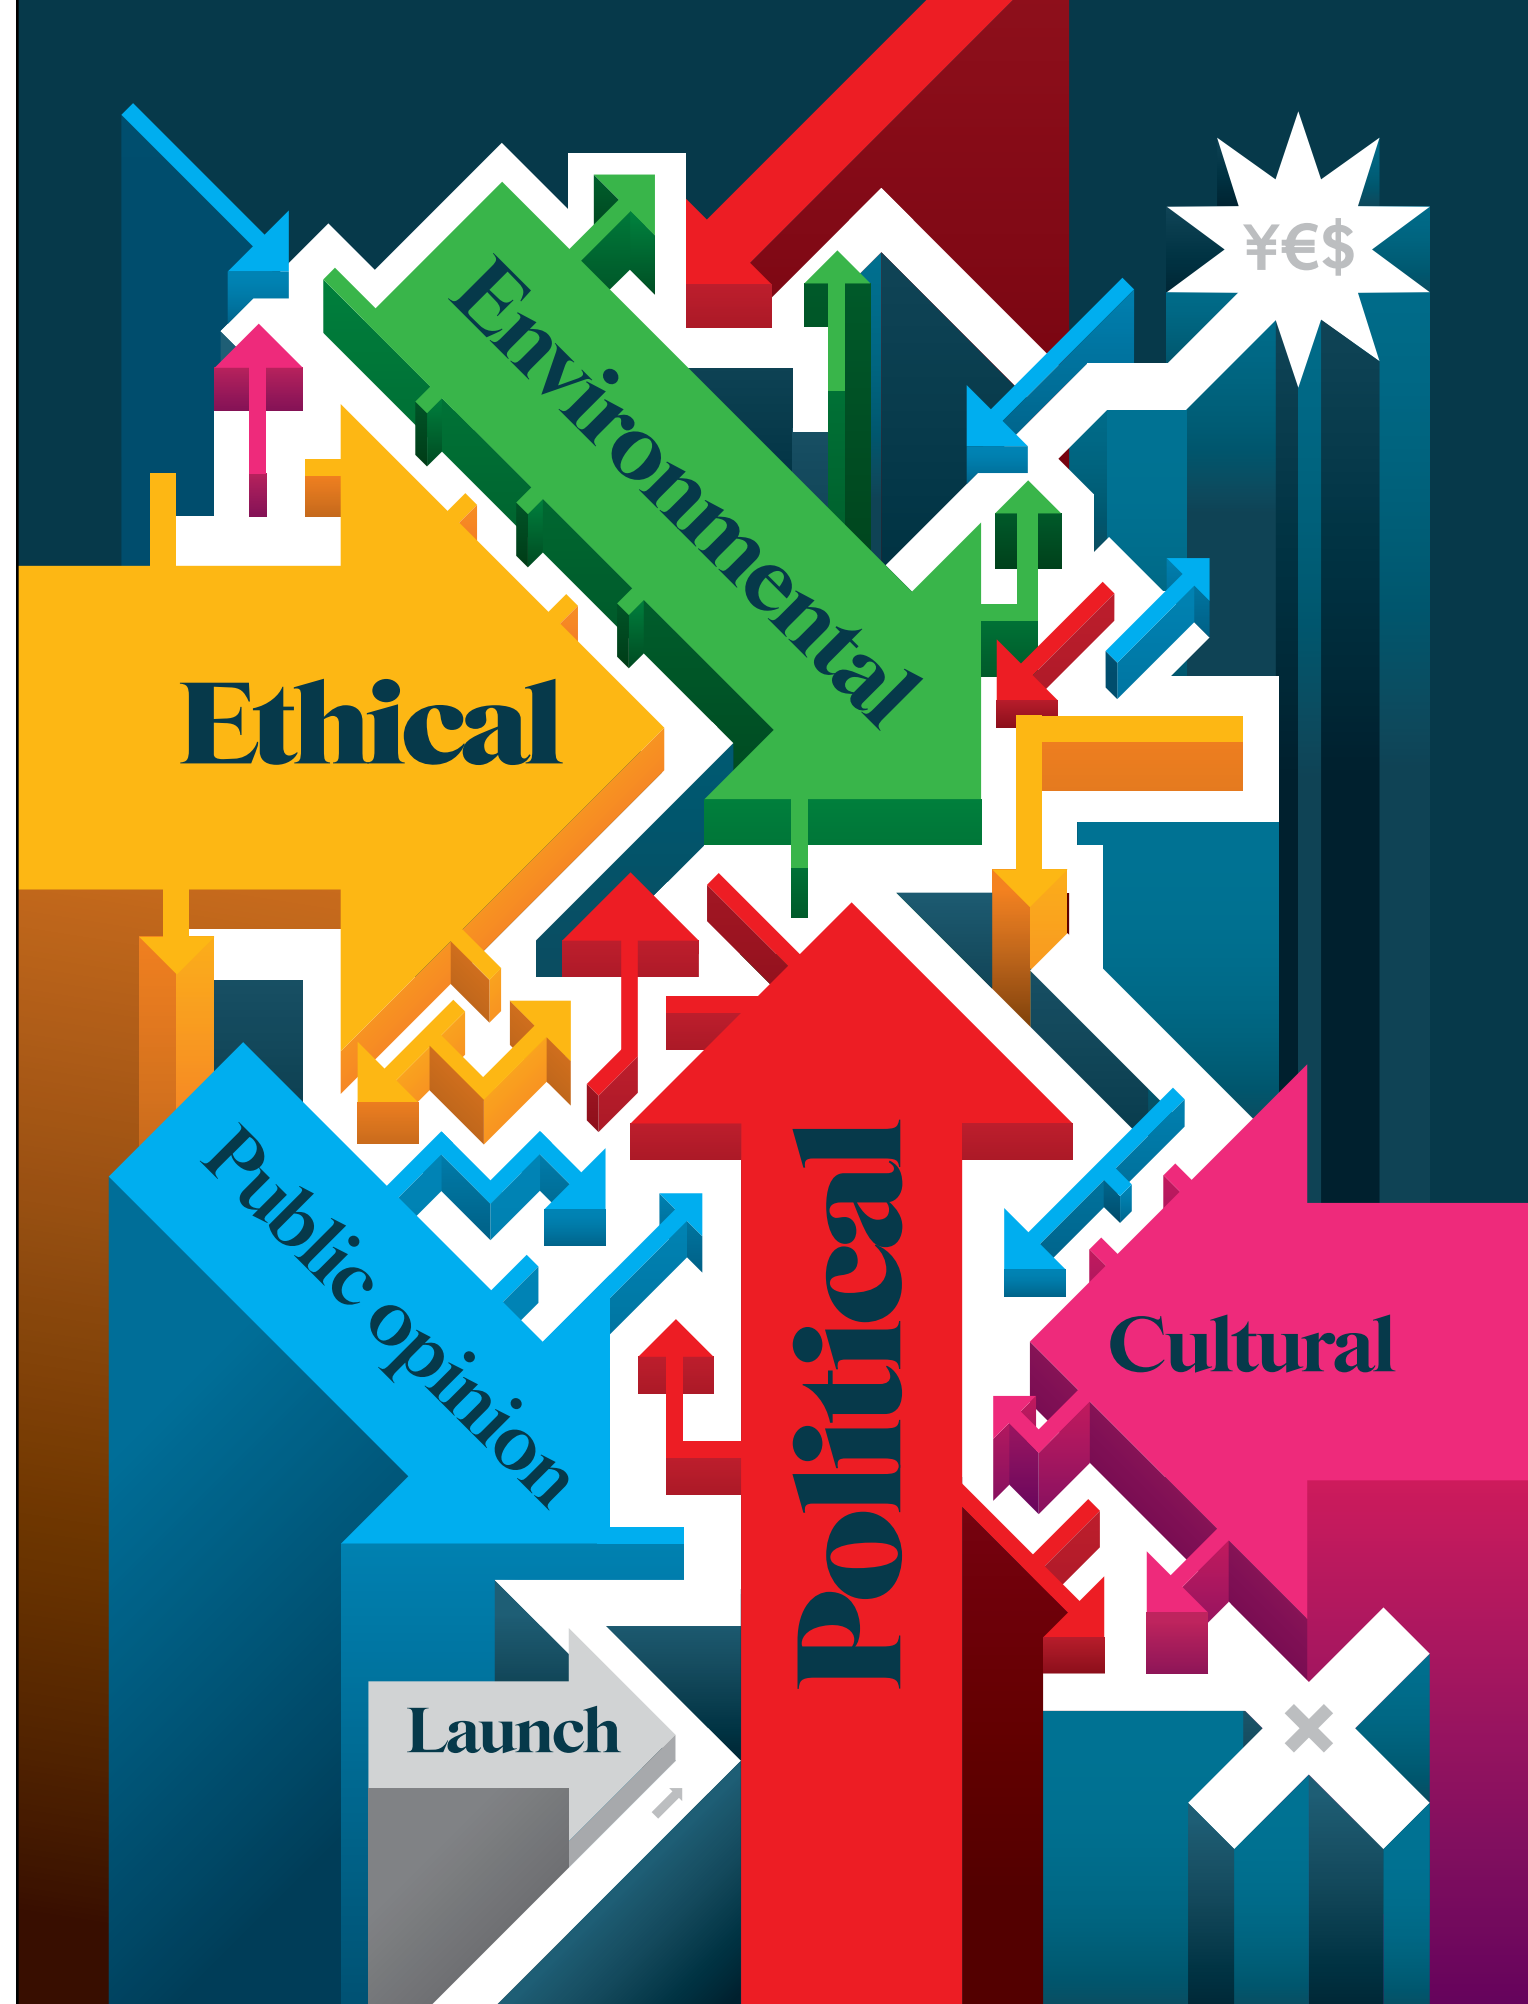 ¥€$
Environmental
Ethical
Public opinion
Political
Cultural
Launch